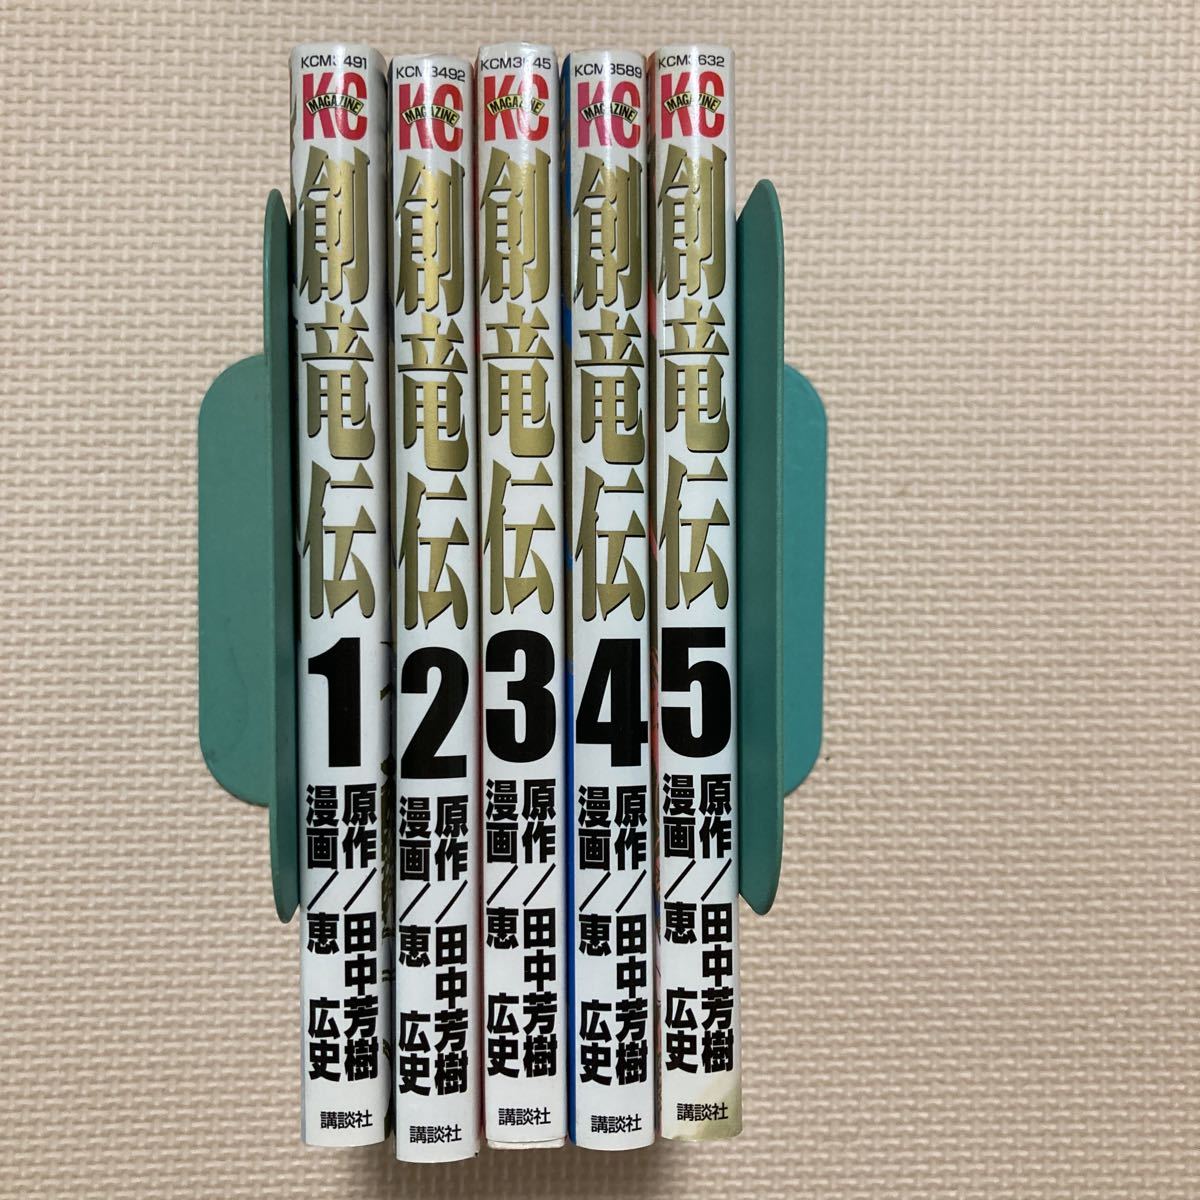 KCM3491
KC
MAGAZINE
創竜伝
1
原作／田中芳樹
漫画／恵 広史
講談社
KCM3492
KC
MAGAZINE
創竜伝
2
原作／田中芳樹
漫画／恵 広史
講談社
KC
MAGAZINE
創竜伝
3
原作／田中芳樹
漫画／恵 広史
講談社
KCM3589
KC
MAGAZINE
創竜伝
4
原作／田中芳樹
漫画／恵 広史
講談社
KCM3632
KC
MAGAZINE
創竜伝
5
原作／田中芳樹
漫画／恵 広史
講談社